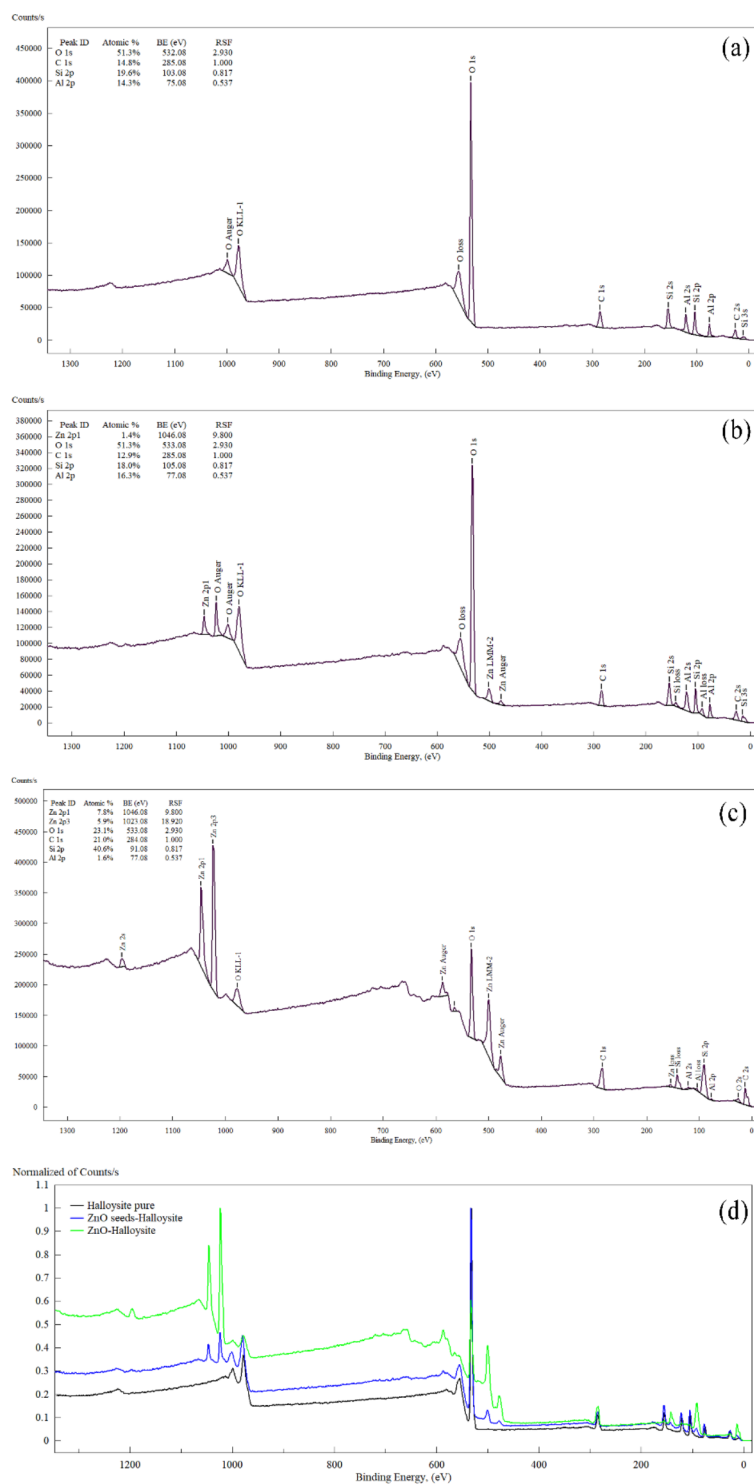 Counts/s
(a)
Peak ID Atomic % BE (eV) RSF
O 1s 51.3% 532.08 2.930
C 1s 14.8% 285.08 1.000
Si 2p 19.6% 103.08 0.817
Al 2p 14.3% 75.08 0.537
450000
400000
350000
300000
250000
200000
150000
100000
50000
0
O Auger
O KLL-1
O loss
O 1s
C 1s
Si 2s
Al 2s
Si 2p
Al 2p
C 2s
Si 3s
1300 1200 1100 1000 900 800 700 600 500 400 300 200 100 0
Binding Energy, (eV)
Counts/s
(b)
Peak ID Atomic % BE (eV) RSF
Zn 2p1 1.4% 1046.08 9.800
O 1s 51.3% 533.08 2.930
C 1s 12.9% 285.08 1.000
Si 2p 18.0% 105.08 0.817
Al 2p 16.3% 77.08 0.537
380000
360000
340000
320000
300000
280000
260000
240000
220000
200000
180000
160000
140000
120000
100000
80000
60000
40000
20000
0
Zn 2p1
O Auger
O Auger
O KLL-1
O loss
O 1s
Zn LMM-2
Zn Auger
C 1s
Si 2s
Si loss
Al 2s
Si 2p
Al loss
Al 2p
C 2s
Si 3s
1300 1200 1100 1000 900 800 700 600 500 400 300 200 100 0
Binding Energy, (eV)
Counts/s
(c)
Peak ID Atomic % BE (eV) RSF
Zn 2p1 7.8% 1046.08 9.800
Zn 2p3 5.9% 1023.08 18.920
O 1s 23.1% 533.08 2.930
C 1s 21.0% 284.08 1.000
Si 2p 40.6% 91.08 0.817
Al 2p 1.6% 77.08 0.537
500000
450000
400000
350000
300000
250000
200000
150000
100000
50000
0
Zn 2s
Zn 2p1
Zn 2p3
O KLL-1
Zn Auger
O 1s
Zn LMM-2
Zn Auger
C 1s
Zn loss
Si loss
Al 2s
Al loss
Si 2p
Al 2p
O 2s
C 2s
1300 1200 1100 1000 900 800 700 600 500 400 300 200 100 0
Binding Energy, (eV)
Normalized of Counts/s
(d)
1.1
1
0.9
0.8
0.7
0.6
0.5
0.4
0.3
0.2
0.1
0
Halloysite pure
ZnO seeds-Halloysite
ZnO-Halloysite
1200 1000 800 600 400 200 0
Binding Energy, (eV)